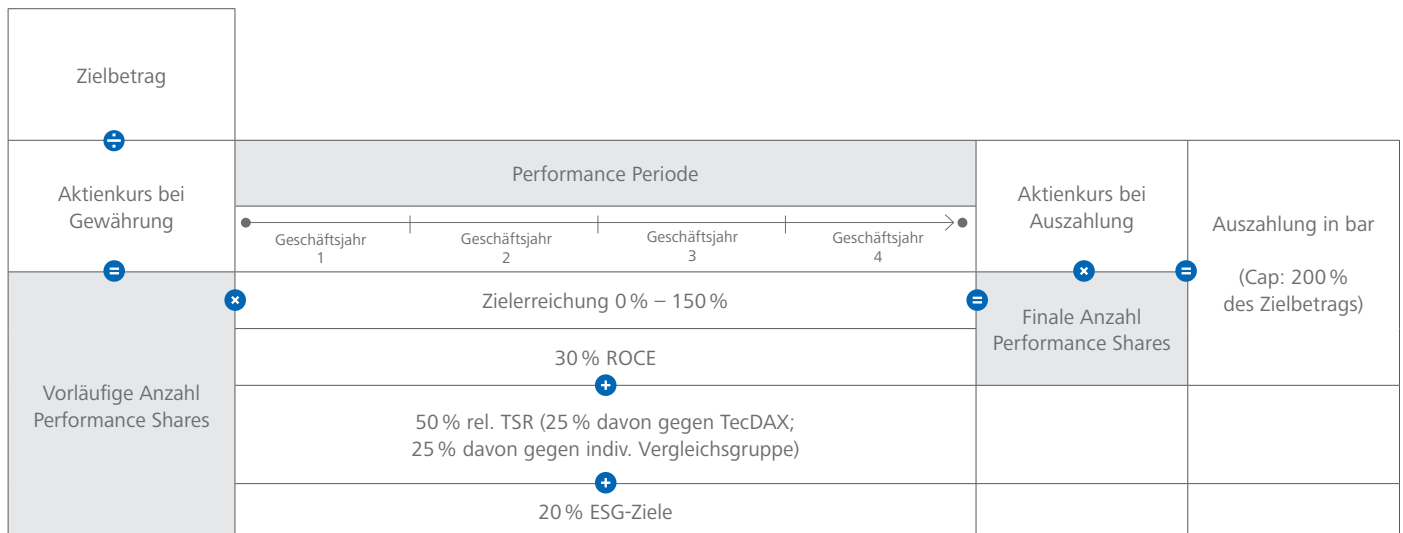 Zielbetrag
÷
Aktienkurs bei
Gewährung
=
Vorläufige Anzahl
Performance Shares
×
Performance Periode
Geschäftsjahr
1
Geschäftsjahr
2
Geschäftsjahr
3
Geschäftsjahr
4
Zielerreichung 0 % – 150 %
30 % ROCE
+
50 % rel. TSR (25 % davon gegen TecDAX;
25 % davon gegen indiv. Vergleichsgruppe)
+
20 % ESG-Ziele
=
Aktienkurs bei
Auszahlung
×
Finale Anzahl
Performance Shares
=
Auszahlung in bar
(Cap: 200 %
des Zielbetrags)